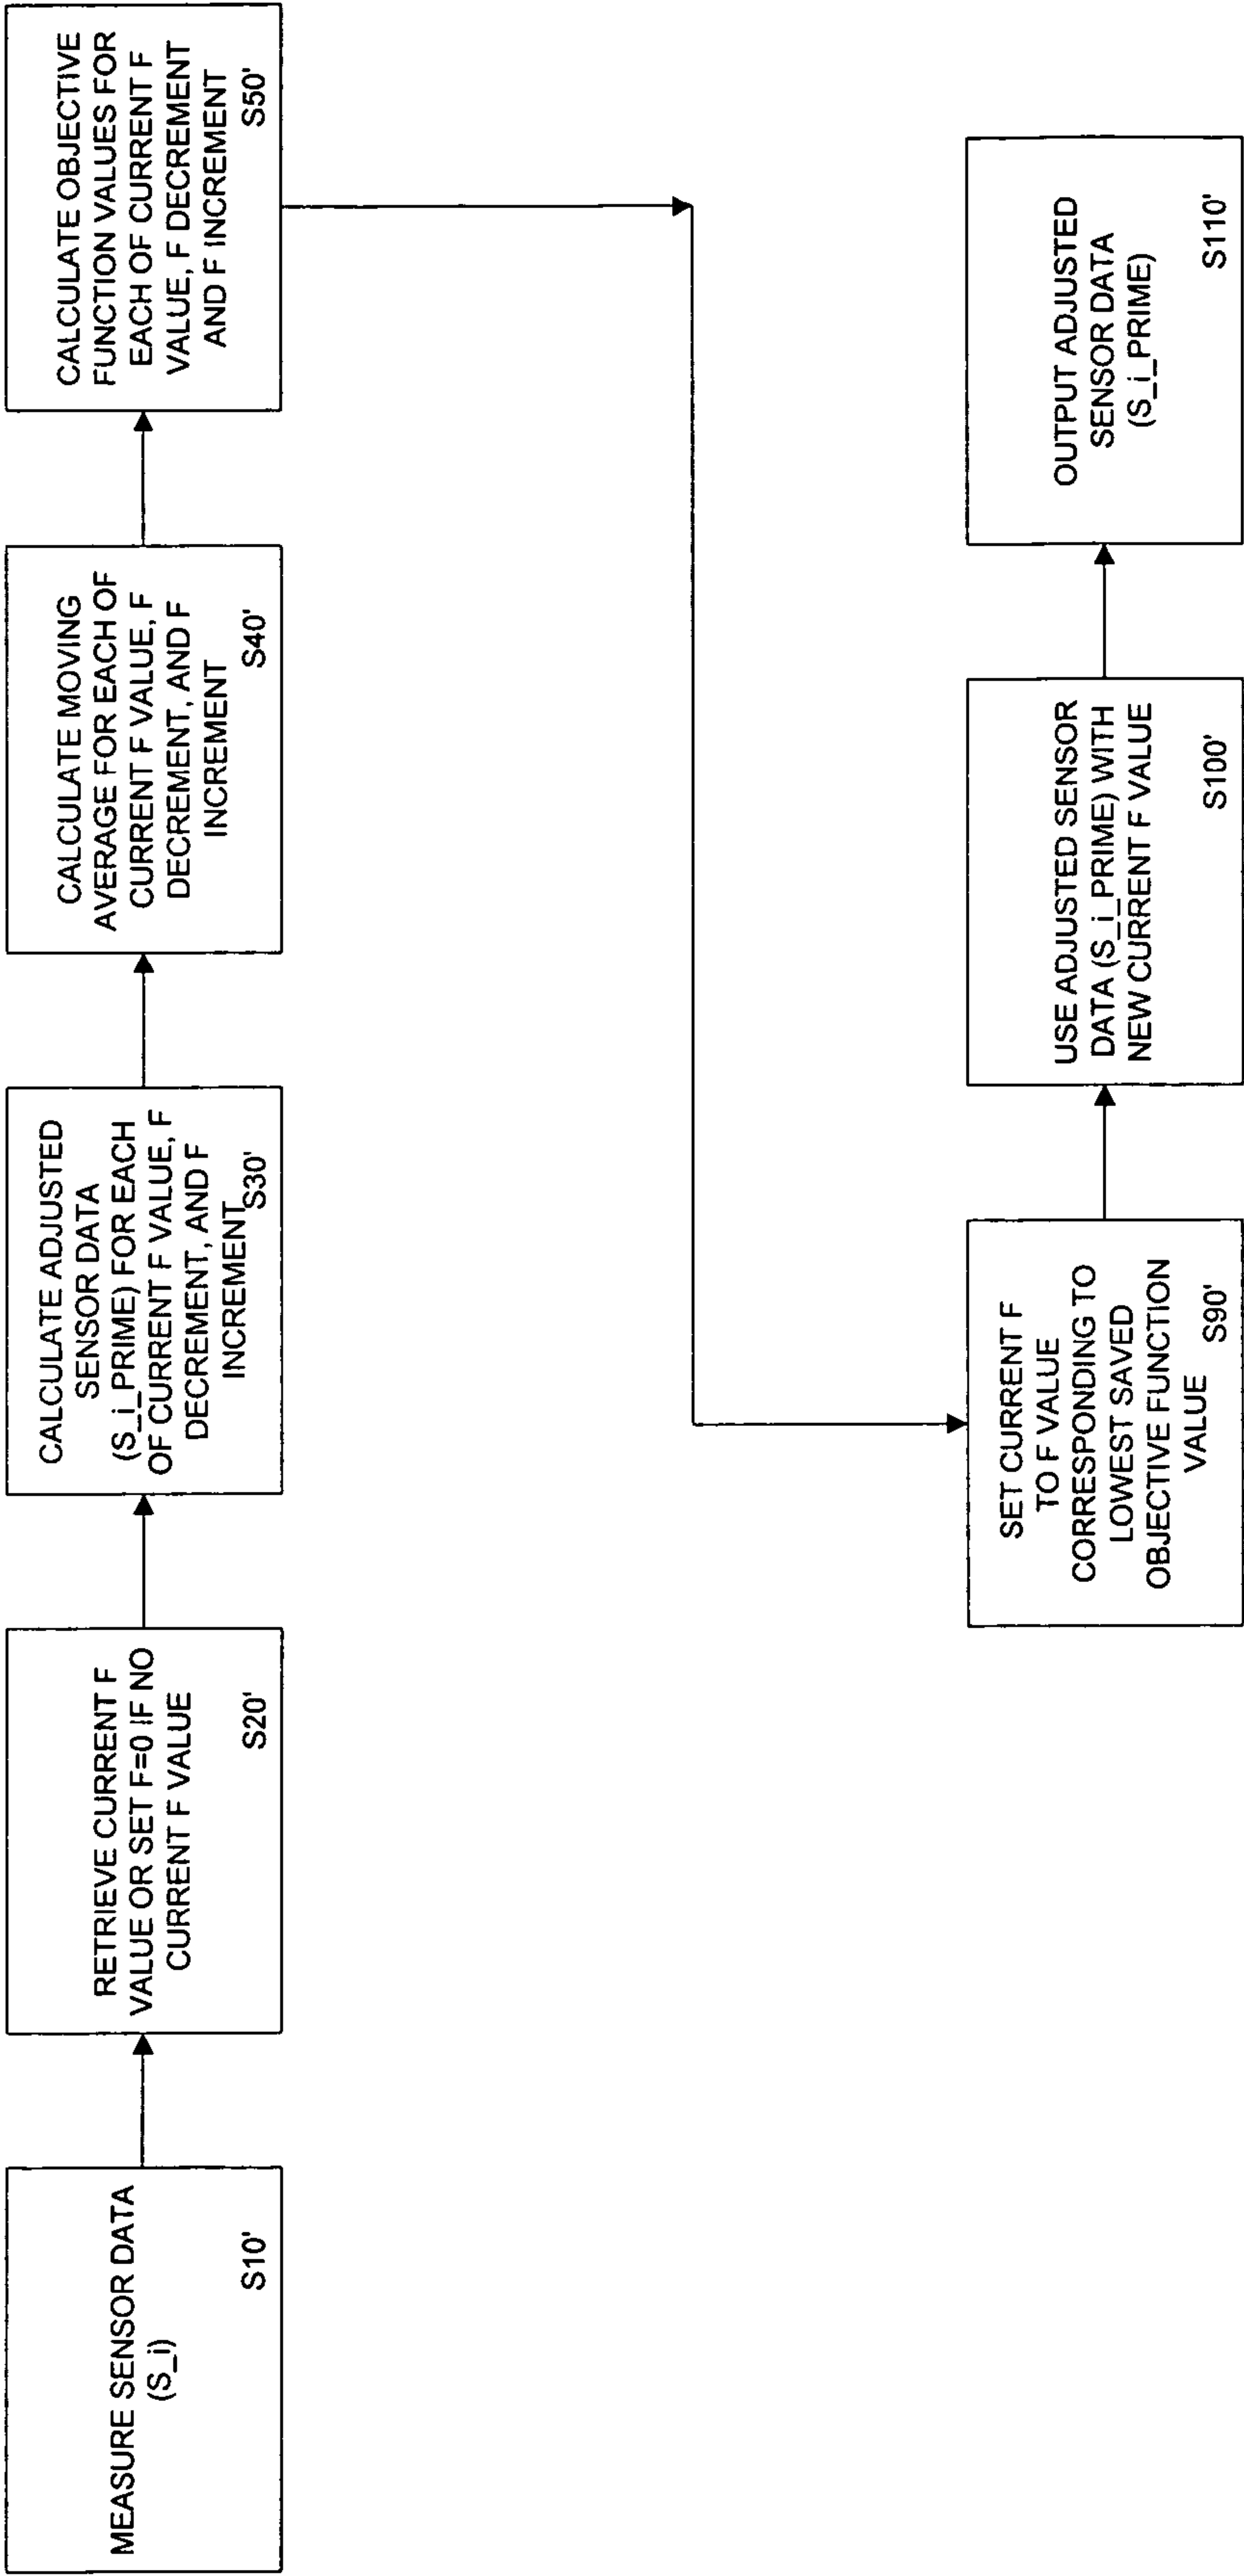 MEASURE SENSOR DATA
(S_i)
S10'
RETRIEVE CURRENT F
VALUE OR SET F=0 IF NO
CURRENT F VALUE
S20'
CALCULATE ADJUSTED
SENSOR DATA
(S_i_PRIME) FOR EACH
OF CURRENT F VALUE, F
DECREMENT, AND F
INCREMENT
S30'
CALCULATE MOVING
AVERAGE FOR EACH OF
CURRENT F VALUE, F
DECREMENT, AND F
INCREMENT
S40'
CALCULATE OBJECTIVE
FUNCTION VALUES FOR
EACH OF CURRENT F
VALUE, F DECREMENT
AND F INCREMENT
S50'
SET CURRENT F
TO F VALUE
CORRESPONDING TO
LOWEST SAVED
OBJECTIVE FUNCTION
VALUE
S90'
USE ADJUSTED SENSOR
DATA (S_i_PRIME) WITH
NEW CURRENT F VALUE
S100'
OUTPUT ADJUSTED
SENSOR DATA
(S_i_PRIME)
S110'